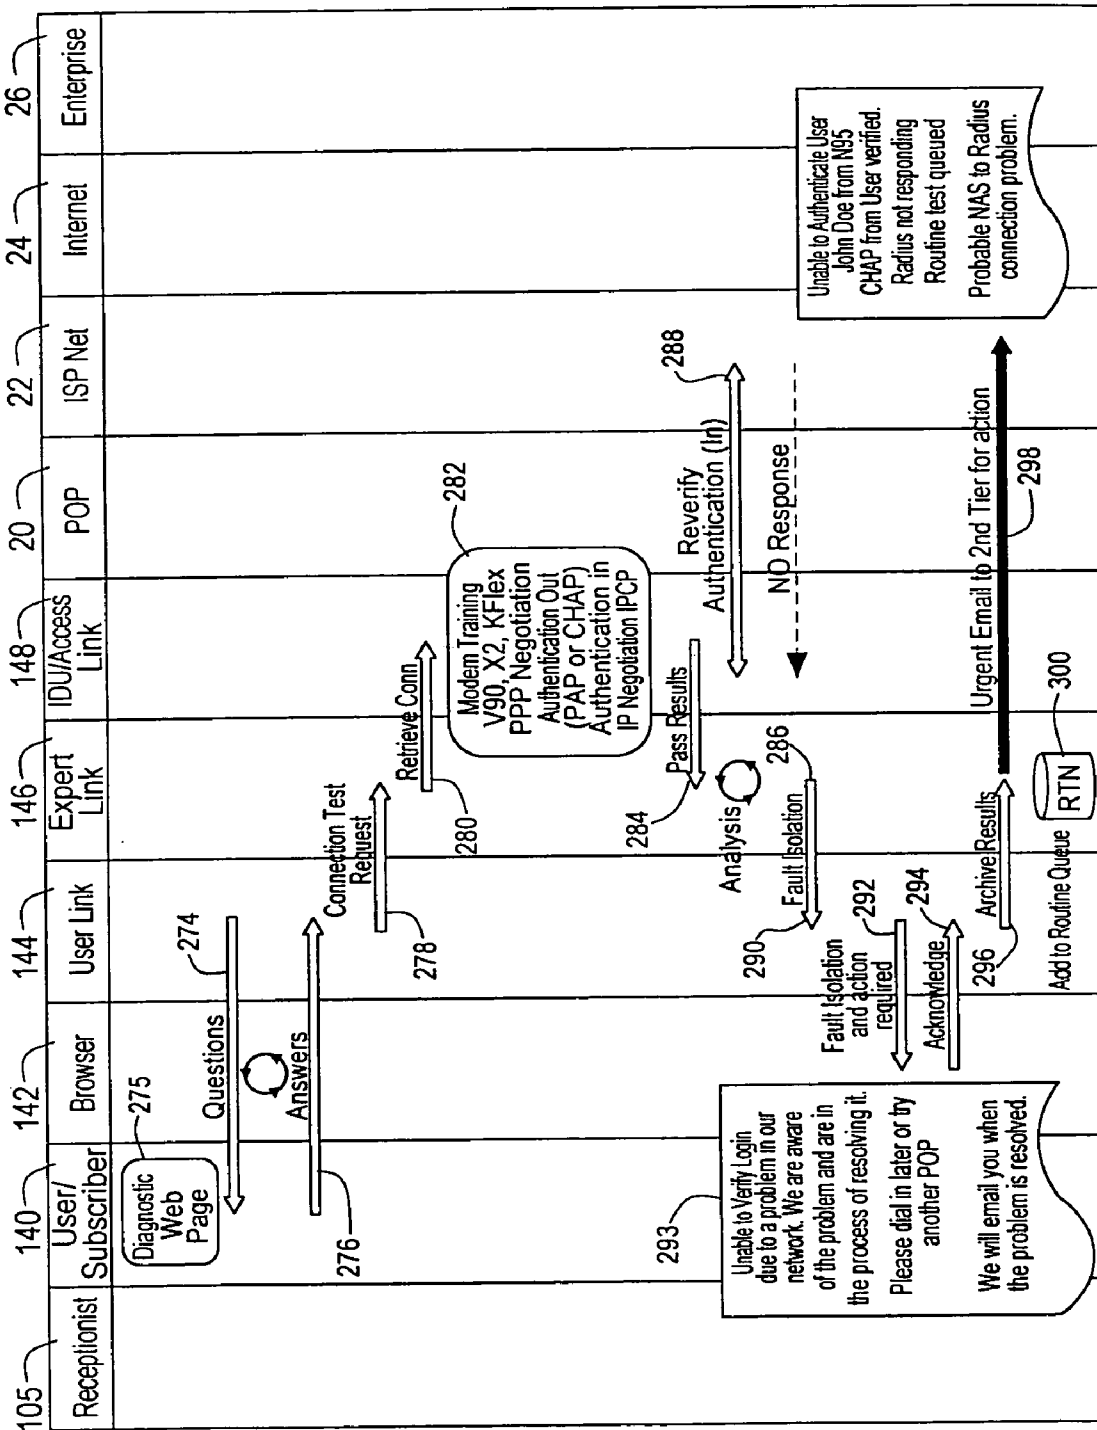 105
140
142
144
146
148
20
22
24
26
Receptionist
User/
Subscriber
Browser
User Link
Expert
Link
IDU/Access
Link
POP
ISP Net
Internet
Enterprise
Diagnostic
Web
Page
275
Questions
274
Answers
276
Connection Test
Request
278
Retrieve Conn
280
Modem Training
V90, X2, KFlex
PPP Negotiation
Authentication Out
(PAP or CHAP)
Authentication in
IP Negotiation IPCP
282
Pass Results
284
Analysis
Reverify
Authentication (In)
288
NO Response
Fault Isolation
286
290
Fault Isolation
and action
required
292
Acknowledge
294
Unable to Verify Login
due to a problem in our
network. We are aware
of the problem and are in
the process of resolving it.
Please dial in later or try
another POP
We will email you when
the problem is resolved.
293
Archive Results
296
Urgent Email to 2nd Tier for action
298
Unable to Authenticate User
John Doe from N95
CHAP from User verified.
Radius not responding
Routine test queued
Probable NAS to Radius
connection problem.
Add to Routine Queue
RTN
300